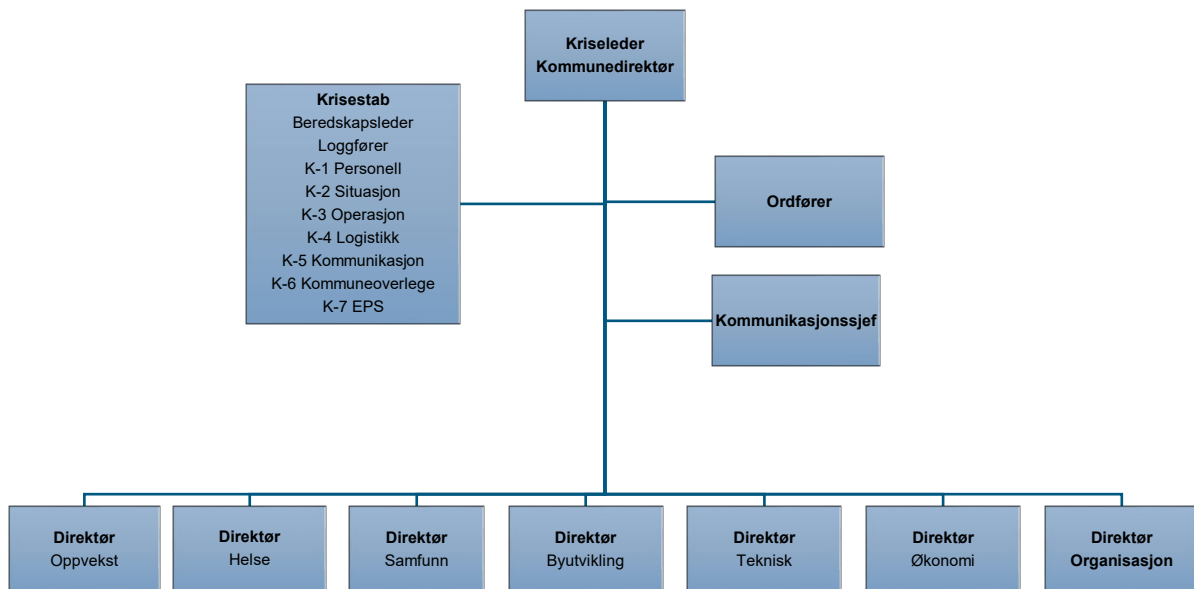 Kriseleder
Kommunedirektør
Krisestab
Beredskapsleder
Loggfører
K-1 Personell
K-2 Situasjon
K-3 Operasjon
K-4 Logistikk
K-5 Kommunikasjon
K-6 Kommuneoverlege
K-7 EPS
Ordfører
Kommunikasjonssjef
Direktør
Oppvekst
Direktør
Helse
Direktør
Samfunn
Direktør
Byutvikling
Direktør
Teknisk
Direktør
Økonomi
Direktør
Organisasjon